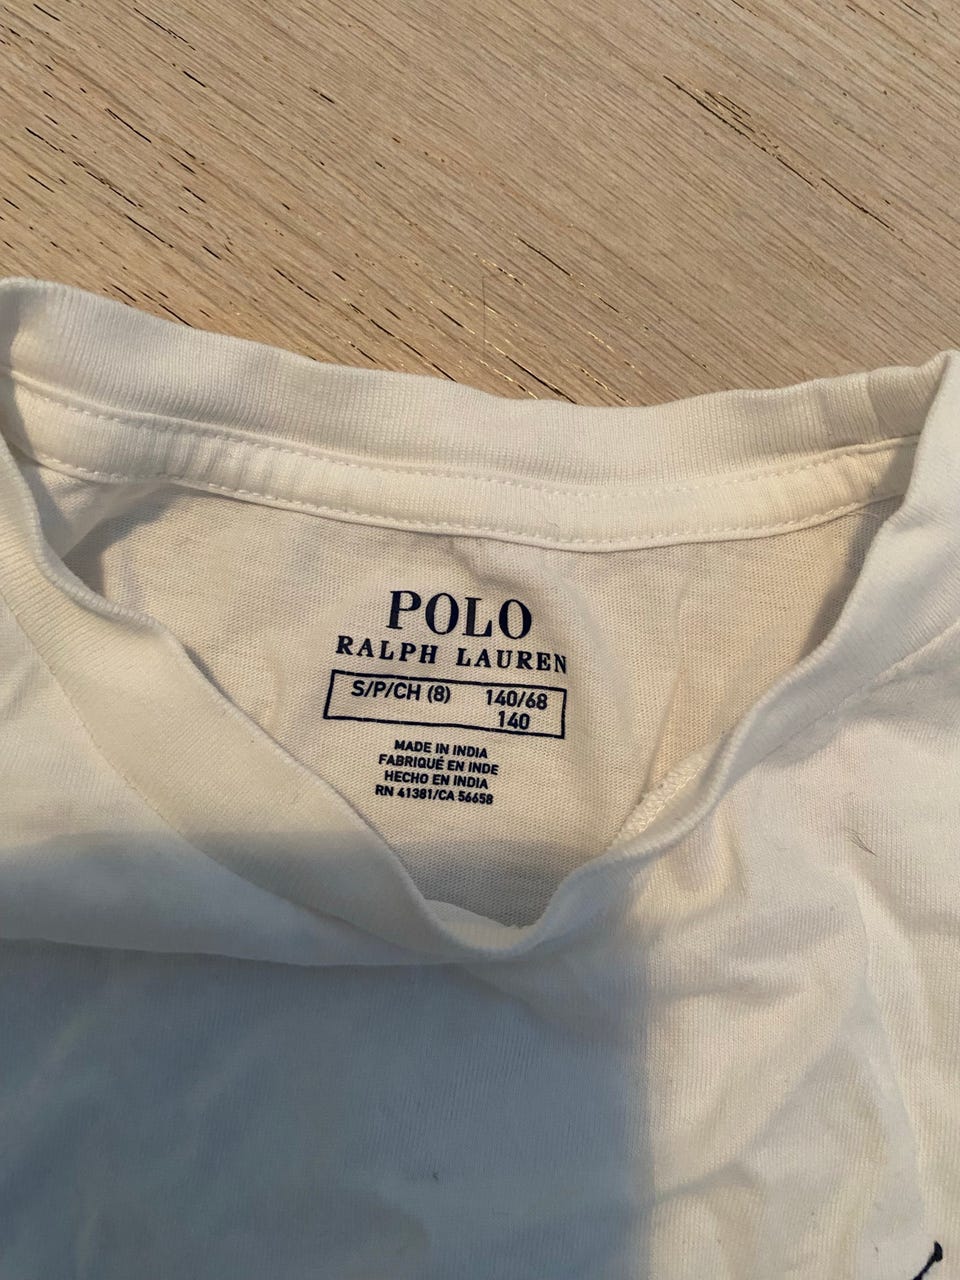 POLO
RALPH LAUREN
S/P/CH (8) 140/68
140
MADE IN INDIA
FABRIQUÉ EN INDE
HECHO EN INDIA
RN 41381/CA 56658